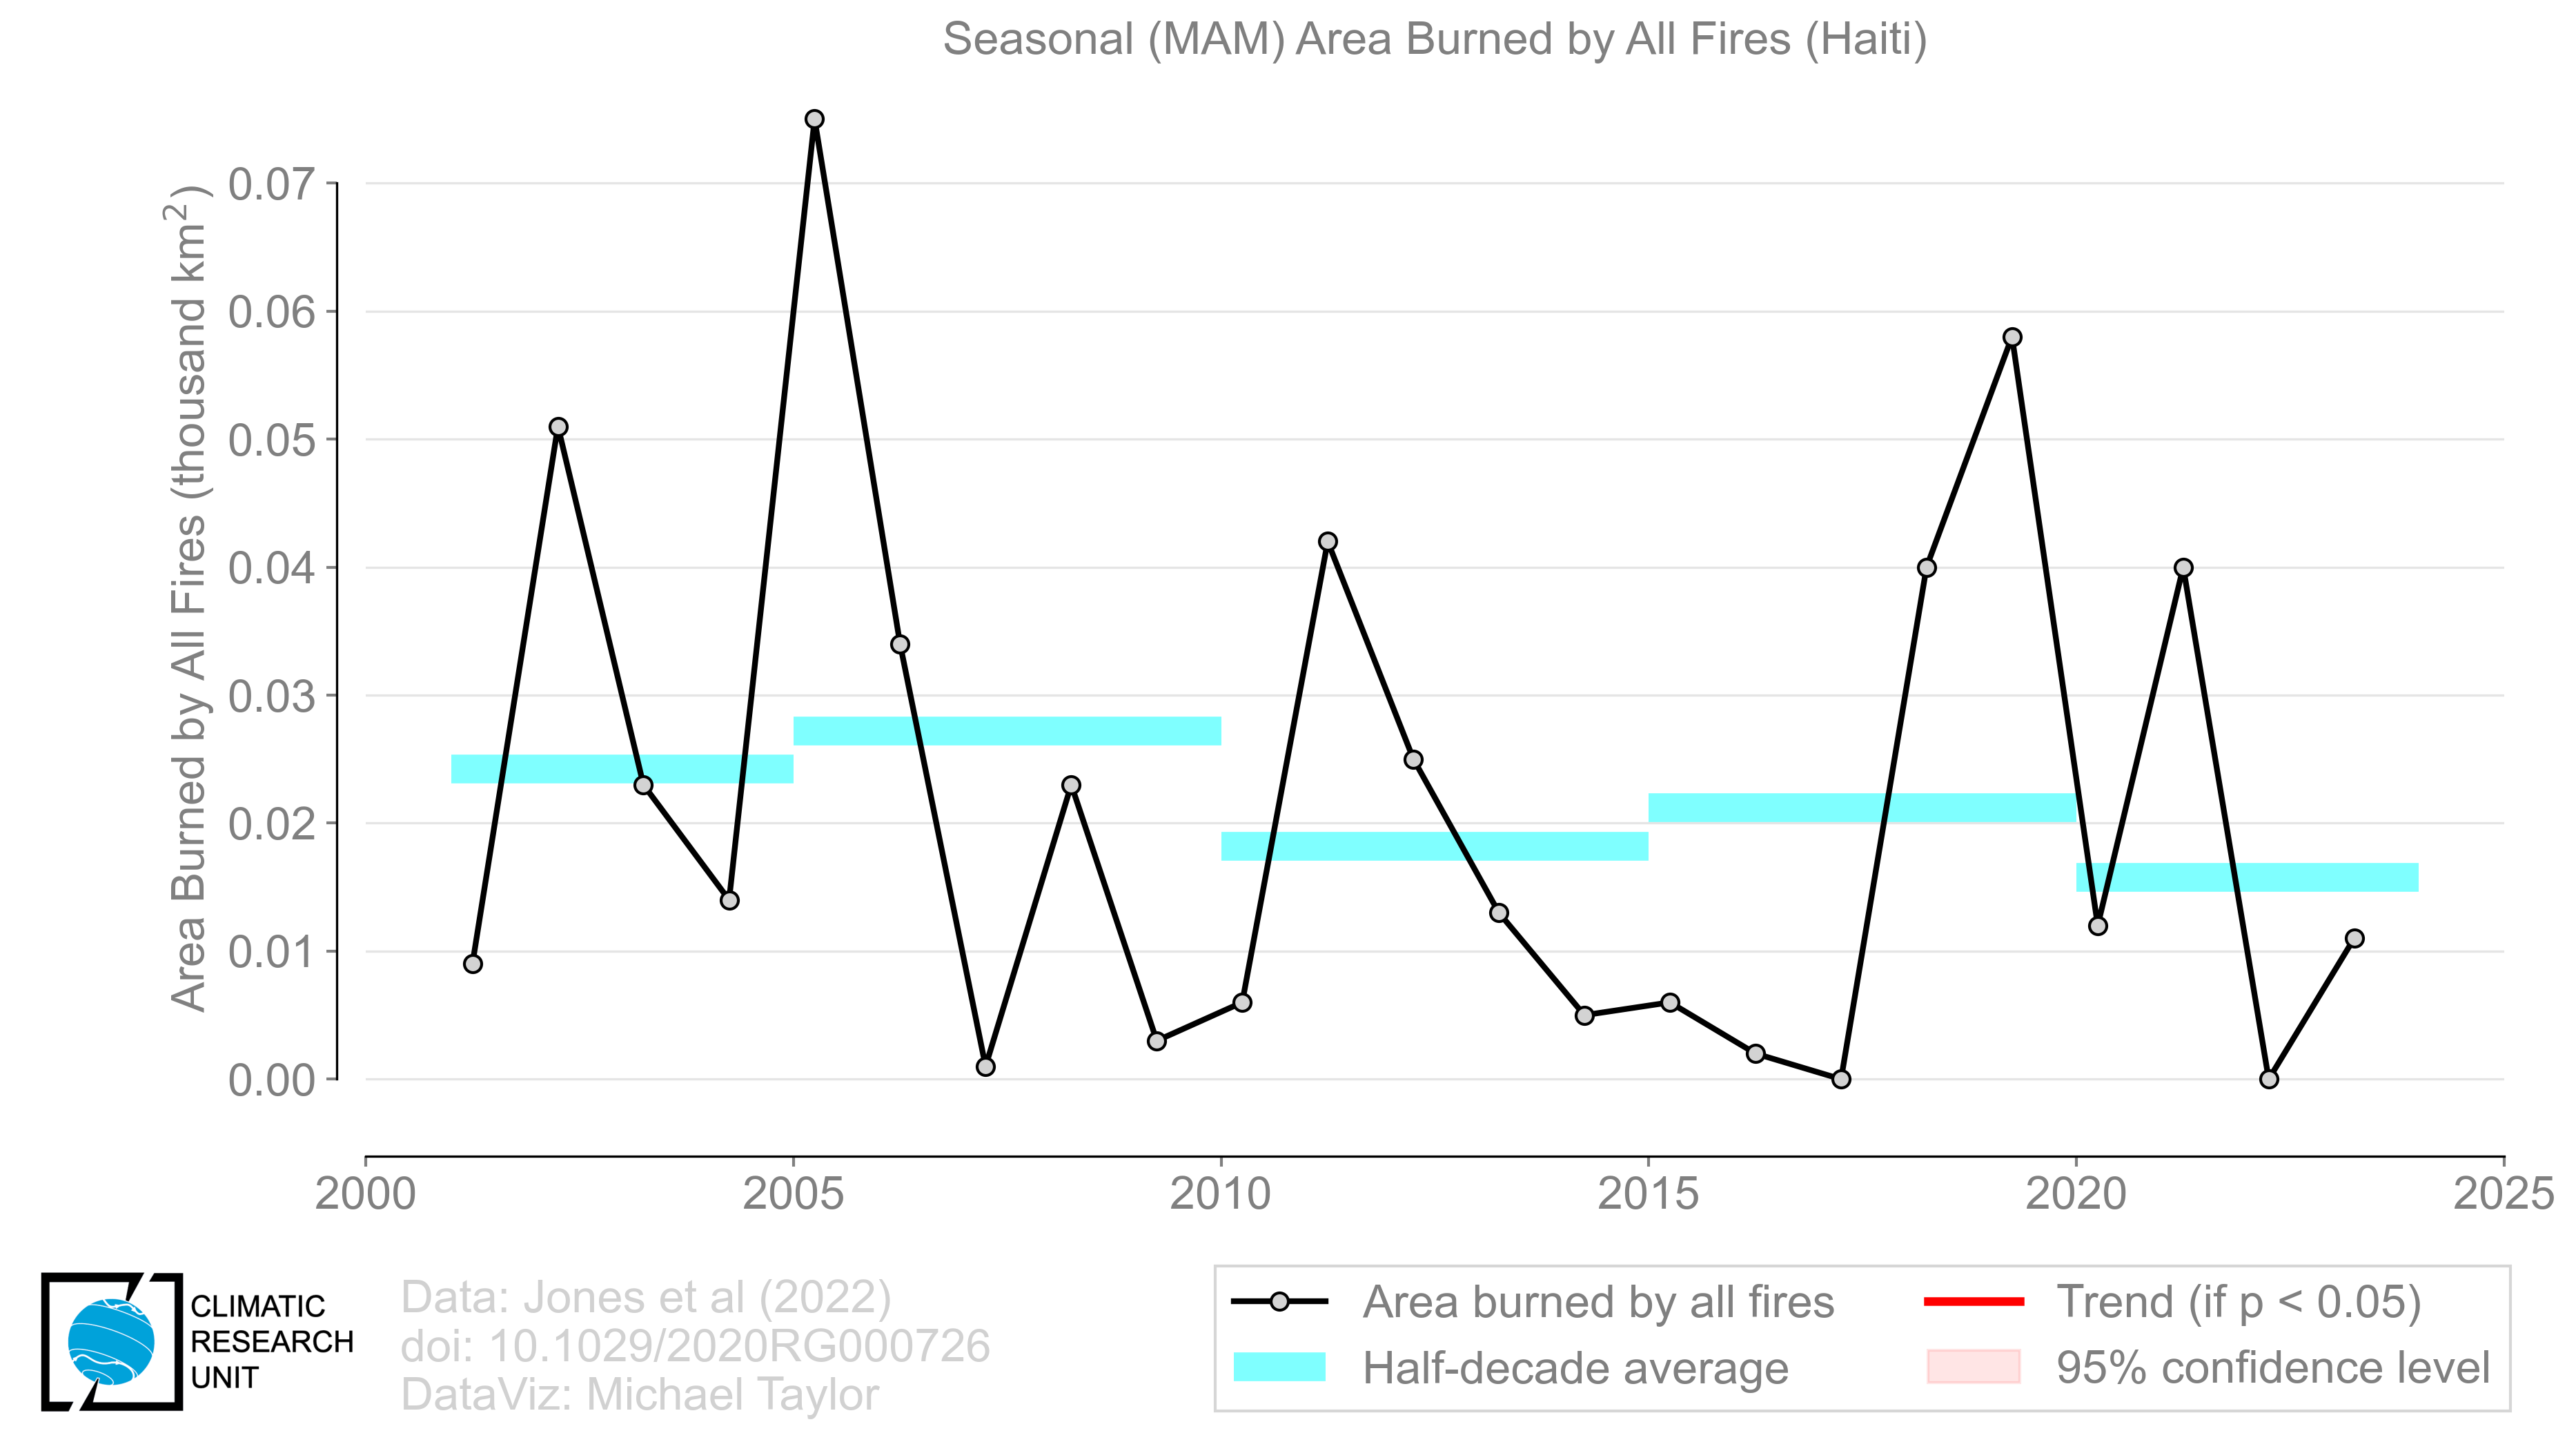 Seasonal (MAM) Area Burned by All Fires (Haiti)
Area Burned by All Fires (thousand km²)
0.07
0.06
0.05
0.04
0.03
0.02
0.01
0.00
2000
2005
2010
2015
2020
2025
CLIMATIC
RESEARCH
UNIT
Data: Jones et al (2022)
doi: 10.1029/2020RG000726
DataViz: Michael Taylor
Area burned by all fires
Half-decade average
Trend (if p < 0.05)
95% confidence level